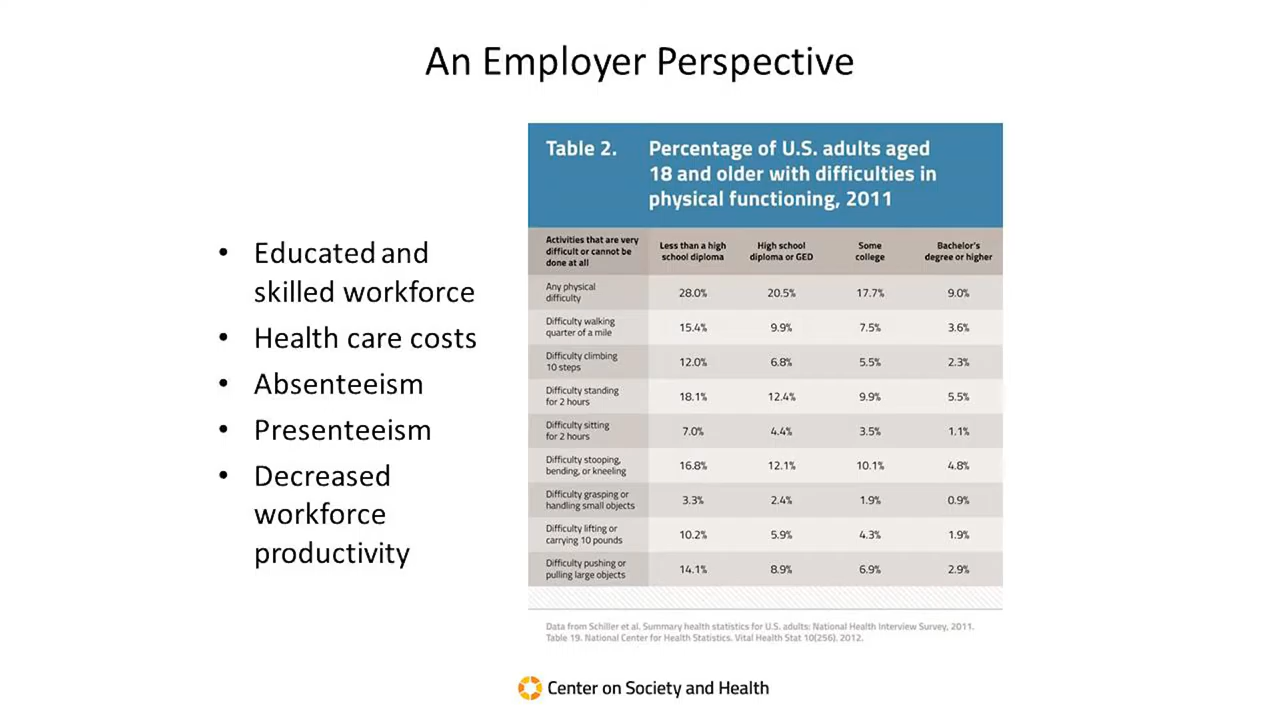 An Employer Perspective
• Educated and
skilled workforce
• Health care costs
• Absenteeism
• Presenteeism
• Decreased
workforce
productivity
Table 2. Percentage of U.S. adults aged
18 and older with difficulties in
physical functioning, 2011
Activities that are very
difficult or cannot be
done at all
Less than a high
school diploma
High school
diploma or GED
Some
college
Bachelor's
degree or higher
Any physical
difficulty
28.0% 20.5% 17.7% 9.0%
Difficulty walking
quarter of a mile
15.4% 9.9% 7.5% 3.6%
Difficulty climbing
10 steps
12.0% 6.8% 5.5% 2.3%
Difficulty standing
for 2 hours
18.1% 12.4% 9.9% 5.5%
Difficulty sitting
for 2 hours
7.0% 4.4% 3.5% 1.1%
Difficulty stooping,
bending, or kneeling
16.8% 12.1% 10.1% 4.8%
Difficulty grasping or
handling small objects
3.3% 2.4% 1.9% 0.9%
Difficulty lifting or
carrying 10 pounds
10.2% 5.9% 4.3% 1.9%
Difficulty pushing or
pulling large objects
14.1% 8.9% 6.9% 2.9%
Data from Schiller et al. Summary health statistics for U.S. adults: National Health Interview Survey, 2011.
Table 19. National Center for Health Statistics. Vital Health Stat 10(256). 2012.
Center on Society and Health